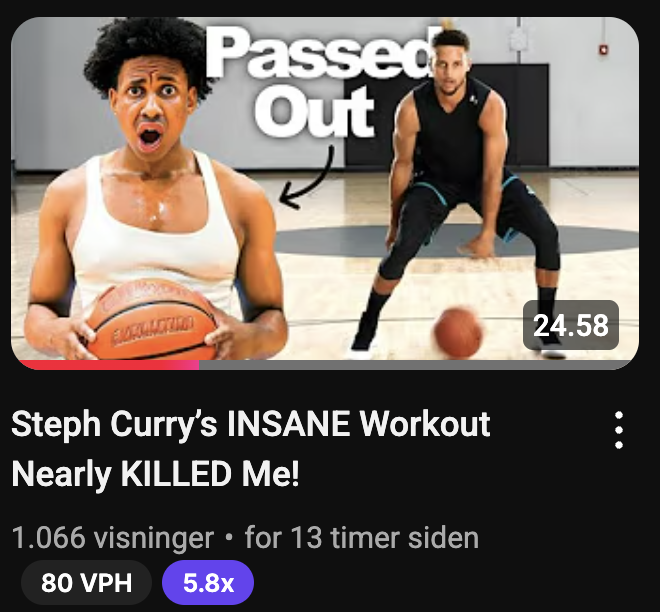 Passed
Out
24.58
Steph Curry’s INSANE Workout
Nearly KILLED Me!
1.066 visninger • for 13 timer siden
80 VPH 5.8x